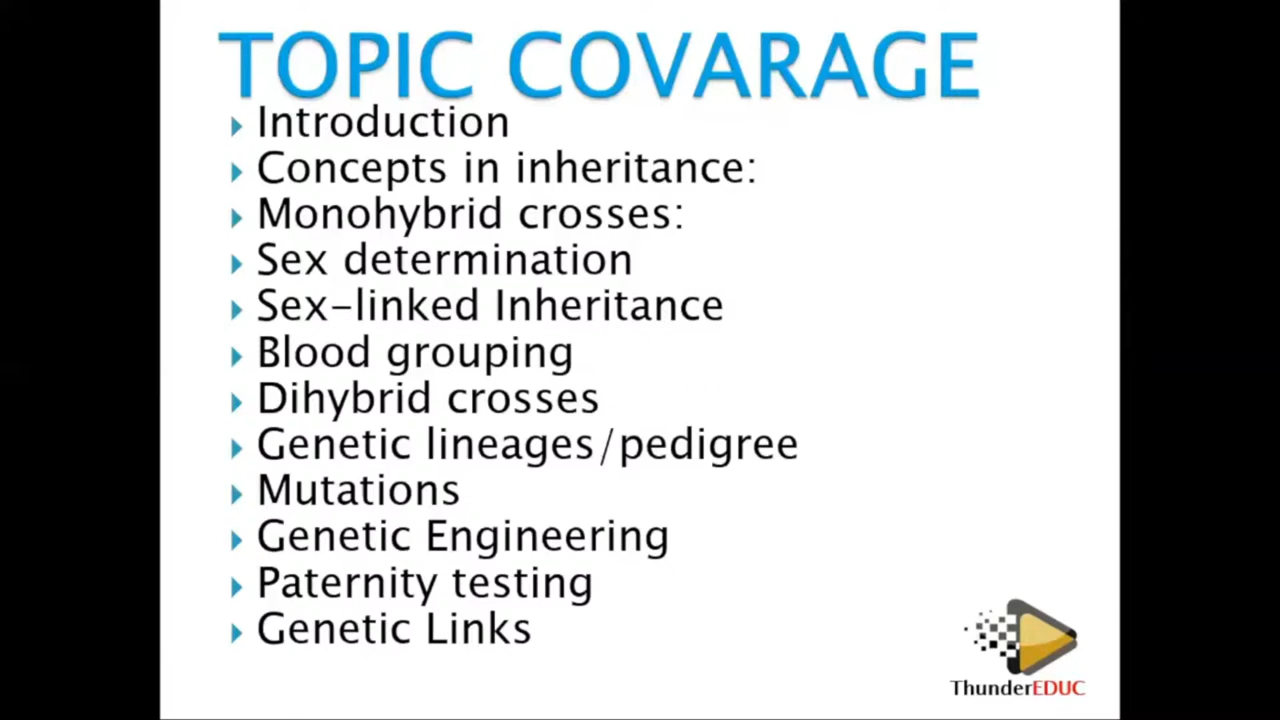 TOPIC COVARAGE
Introduction
Concepts in inheritance:
Monohybrid crosses:
Sex determination
Sex-linked Inheritance
Blood grouping
Dihybrid crosses
Genetic lineages/pedigree
Mutations
Genetic Engineering
Paternity testing
Genetic Links
ThunderEDUC